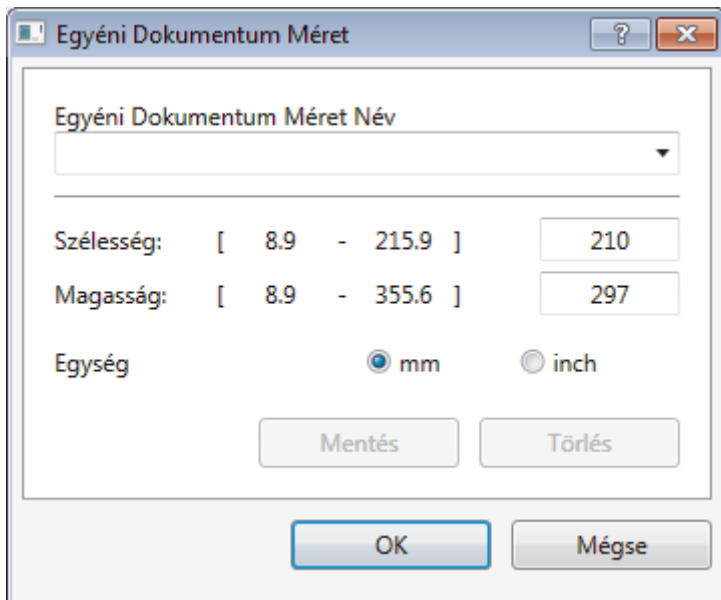 Egyéni Dokumentum Méret
Egyéni Dokumentum Méret Név
Szélesség: [ 8.9 - 215.9 ] 210
Magasság: [ 8.9 - 355.6 ] 297
Egység mm inch
Mentés Törlés
OK Mégse